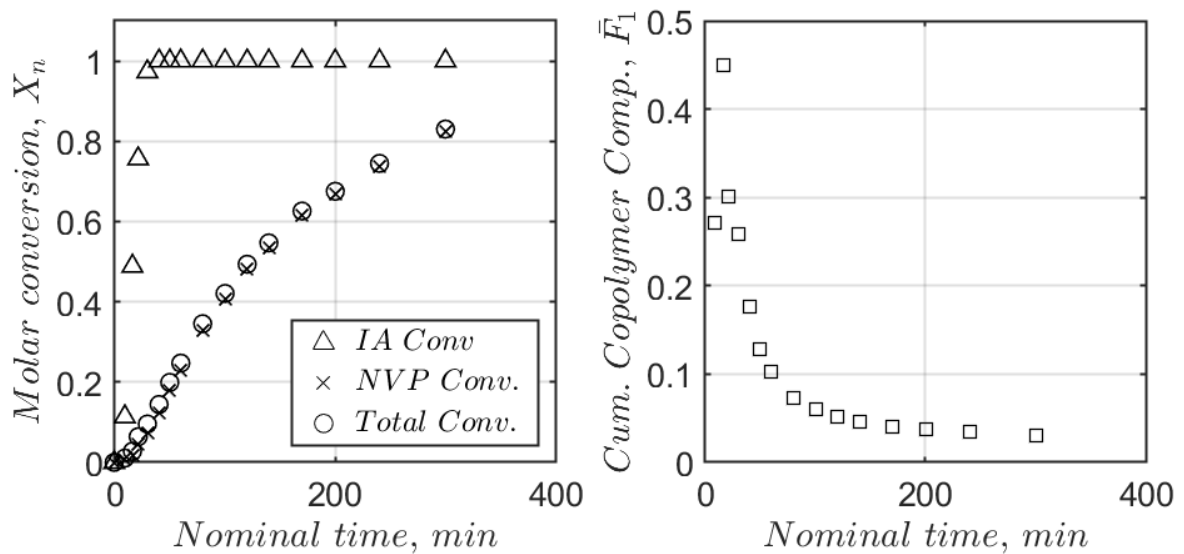 Molar conversion, Xₙ
1
0.8
0.6
0.4
0.2
0
0
200
400
Nominal time, min
IA Conv
NVP Conv.
Total Conv.
Cum. Copolymer Comp., F̄₁
0.5
0.4
0.3
0.2
0.1
0
0
200
400
Nominal time, min